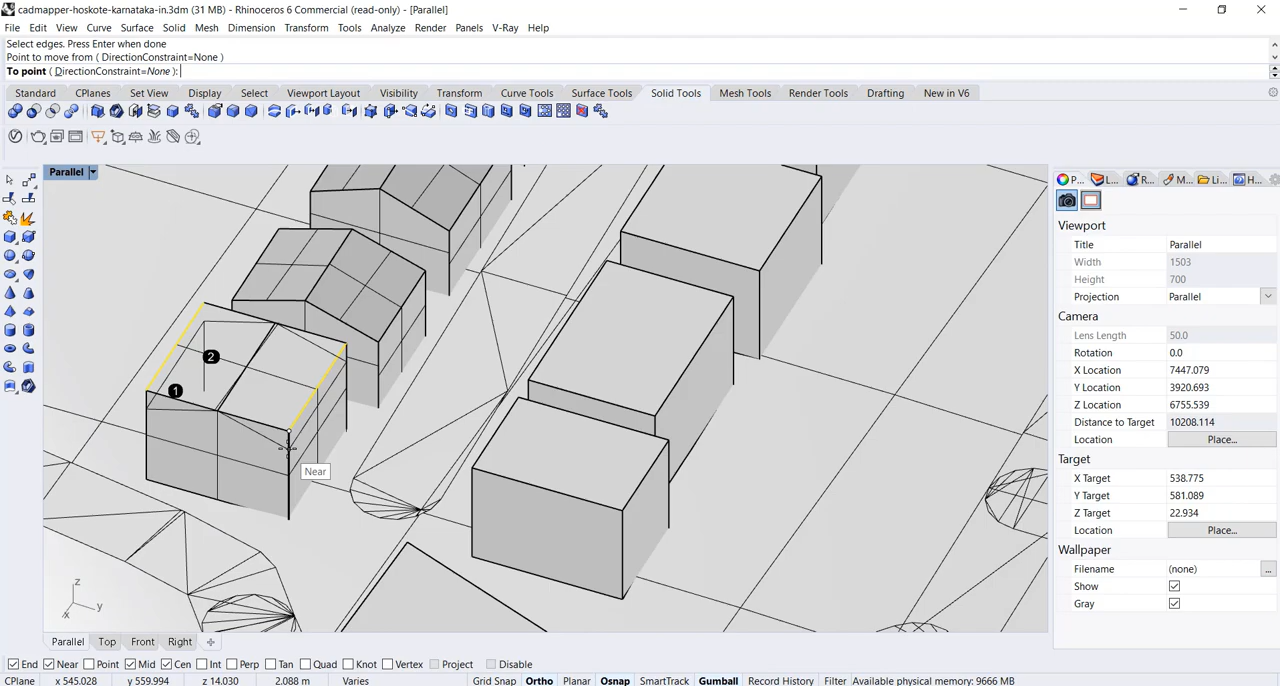 cadmapper-hoskote-karnataka-in.3dm (31 MB) - Rhinoceros 6 Commercial (read-only) - [Parallel]
File Edit View Curve Surface Solid Mesh Dimension Transform Tools Analyze Render Panels V-Ray Help
Select edges. Press Enter when done
Point to move from ( DirectionConstraint=None )
To point ( DirectionConstraint=None ):
Standard CPlanes Set View Display Select Viewport Layout Visibility Transform Curve Tools Surface Tools Solid Tools Mesh Tools Render Tools Drafting New in V6
Parallel
P... L... R... M... Li... H...
Viewport
Title Parallel
Width 1503
Height 700
Projection Parallel
Camera
Lens Length 50.0
Rotation 0.0
X Location 7447.079
Y Location 3920.693
Z Location 6755.539
Distance to Target 10208.114
Location Place...
Target
X Target 538.775
Y Target 581.089
Z Target 22.934
Location Place...
Wallpaper
Filename (none) ...
Show
Gray
2
1
Near
z
y
x
Parallel Top Front Right
End Near Point Mid Cen Int Perp Tan Quad Knot Vertex Project Disable
CPlane x 545.028 y 559.994 z 14.030 2.088 m Varies Grid Snap Ortho Planar Osnap SmartTrack Gumball Record History Filter Available physical memory: 9666 MB